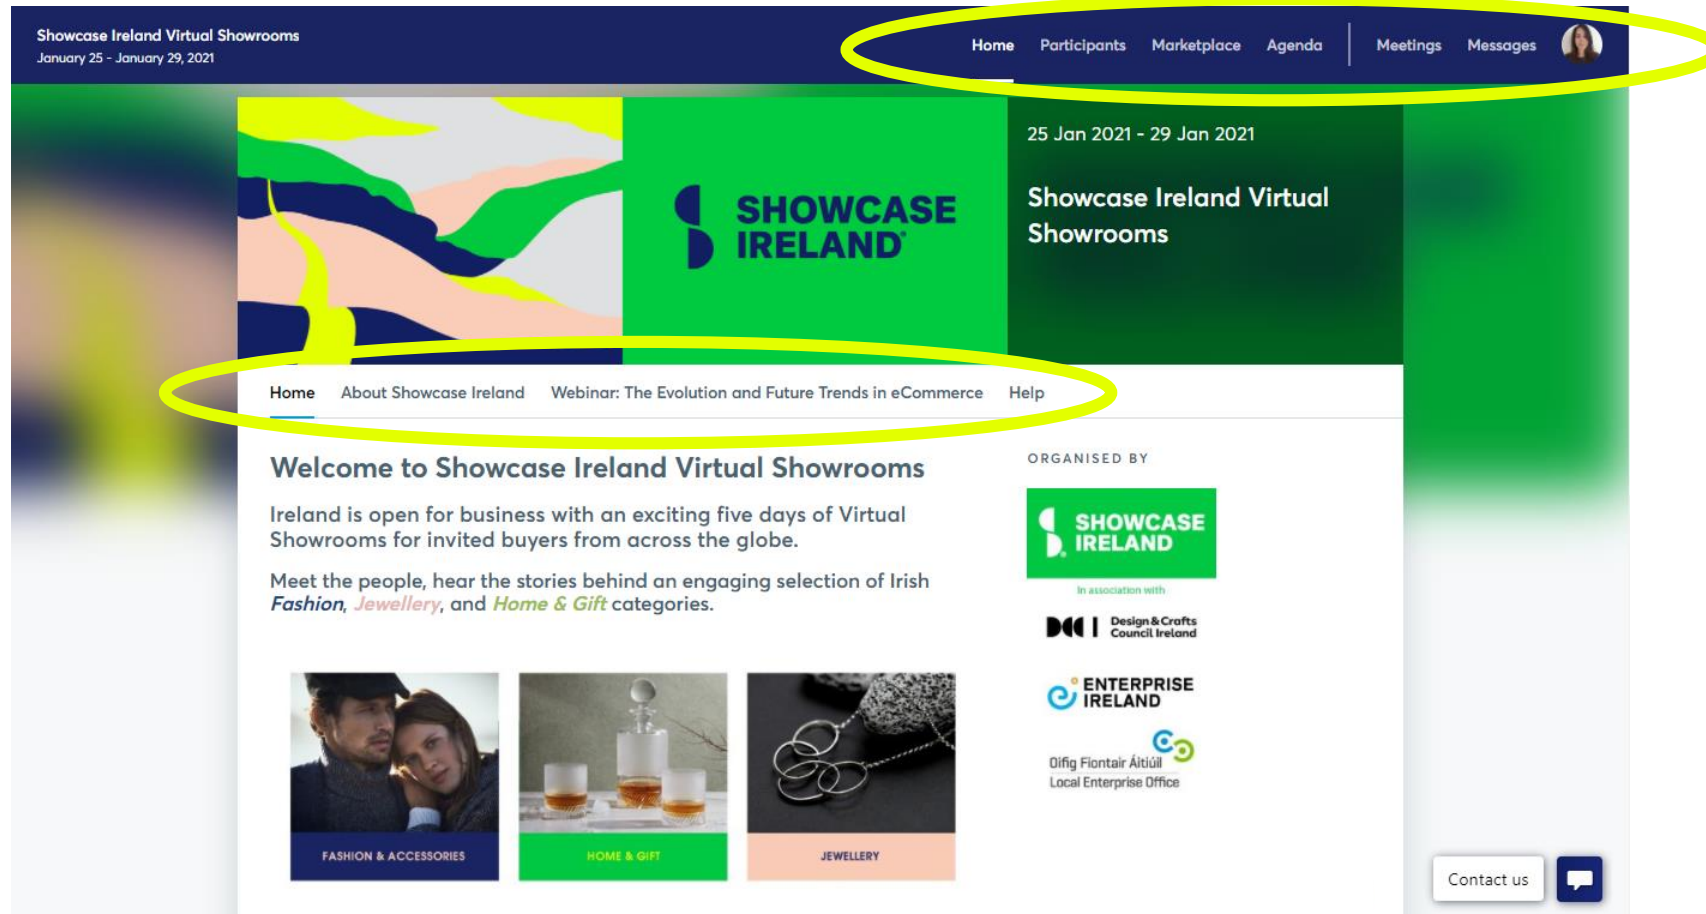 Showcase Ireland Virtual Showrooms
January 25 - January 29, 2021
Home Participants Marketplace Agenda Meetings Messages
SHOWCASE
IRELAND
25 Jan 2021 - 29 Jan 2021
Showcase Ireland Virtual
Showrooms
Home About Showcase Ireland Webinar: The Evolution and Future Trends in eCommerce Help
Welcome to Showcase Ireland Virtual Showrooms
Ireland is open for business with an exciting five days of Virtual
Showrooms for invited buyers from across the globe.
Meet the people, hear the stories behind an engaging selection of Irish
Fashion, Jewellery, and Home & Gift categories.
FASHION & ACCESSORIES
HOME & GIFT
JEWELLERY
ORGANISED BY
SHOWCASE
IRELAND
In association with
Design & Crafts
Council Ireland
ENTERPRISE
IRELAND
Oifig Fiontair Áitiúil
Local Enterprise Office
Contact us